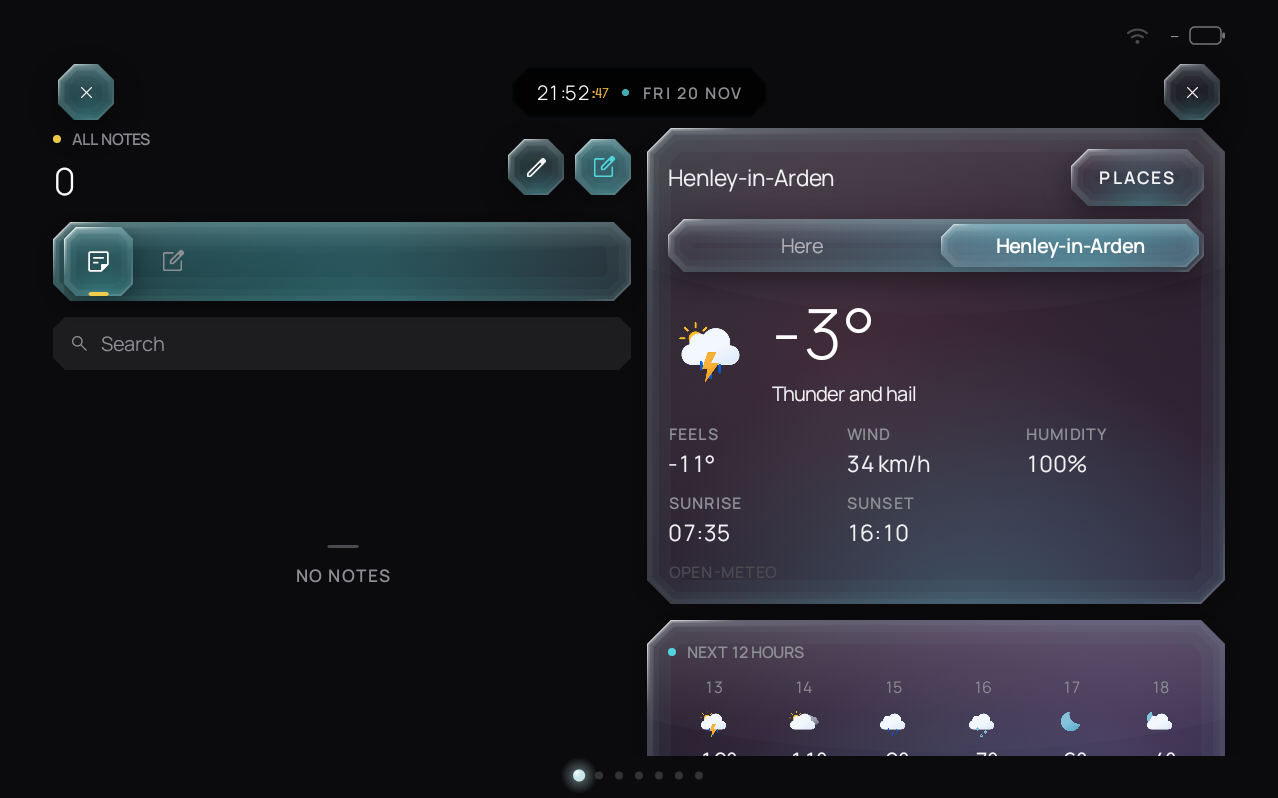 –
21:52:47 FRI 20 NOV
ALL NOTES
0
Search
NO NOTES
Henley-in-Arden
PLACES
Here
Henley-in-Arden
-3°
Thunder and hail
FEELS WIND HUMIDITY
-11° 34 km/h 100%
SUNRISE SUNSET
07:35 16:10
OPEN-METEO
NEXT 12 HOURS
13 14 15 16 17 18